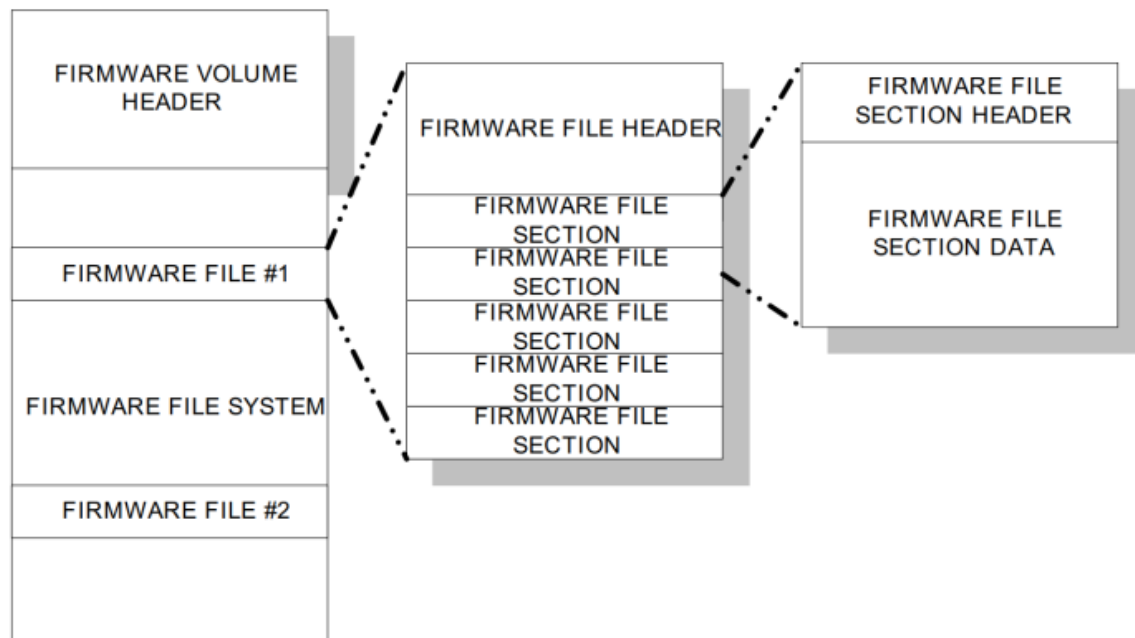 FIRMWARE VOLUME
HEADER
FIRMWARE FILE #1
FIRMWARE FILE SYSTEM
FIRMWARE FILE #2
FIRMWARE FILE HEADER
FIRMWARE FILE
SECTION
FIRMWARE FILE
SECTION
FIRMWARE FILE
SECTION
FIRMWARE FILE
SECTION
FIRMWARE FILE
SECTION
FIRMWARE FILE
SECTION HEADER
FIRMWARE FILE
SECTION DATA